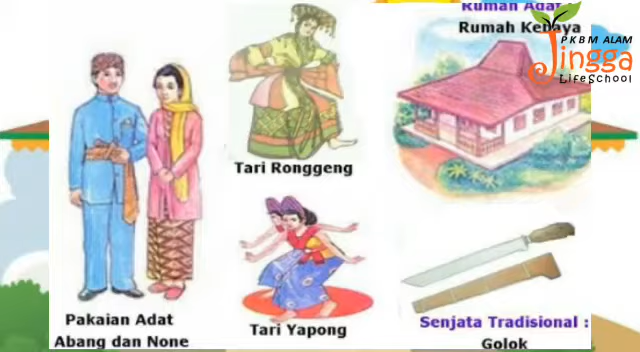 Rumah Adat
Rumah Kebaya
PKBM ALAM
Jingga
LifeSchool
Tari Ronggeng
Pakaian Adat
Abang dan None
Tari Yapong
Senjata Tradisional :
Golok